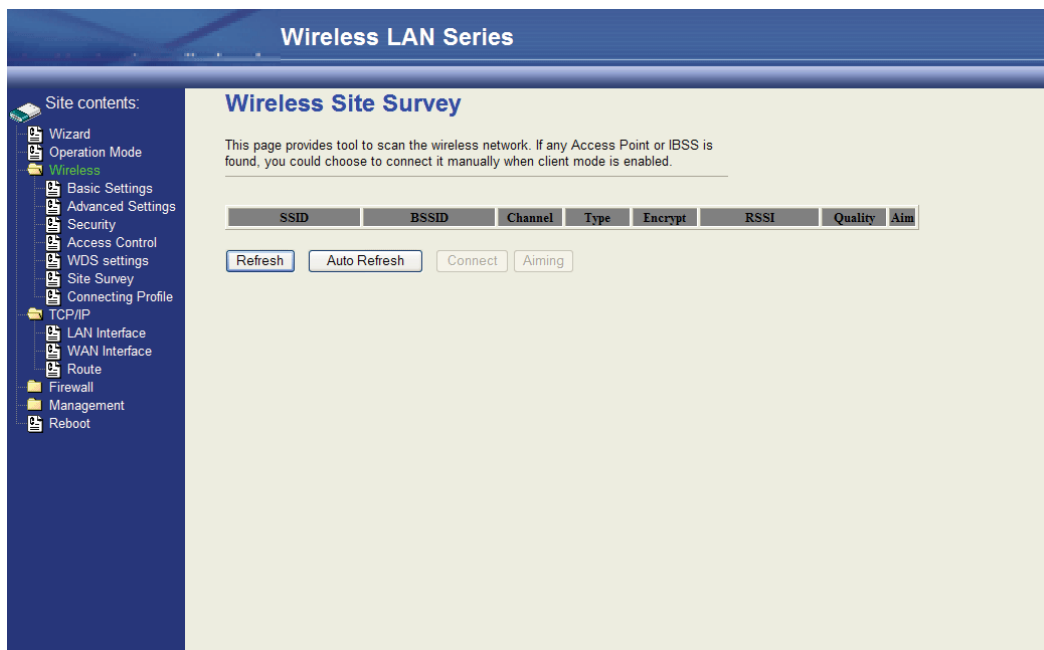 Wireless LAN Series
Site contents:
Wizard
Operation Mode
Wireless
Basic Settings
Advanced Settings
Security
Access Control
WDS settings
Site Survey
Connecting Profile
TCP/IP
LAN Interface
WAN Interface
Route
Firewall
Management
Reboot
Wireless Site Survey
This page provides tool to scan the wireless network. If any Access Point or IBSS is
found, you could choose to connect it manually when client mode is enabled.
SSID BSSID Channel Type Encrypt RSSI Quality Aim
Refresh Auto Refresh Connect Aiming